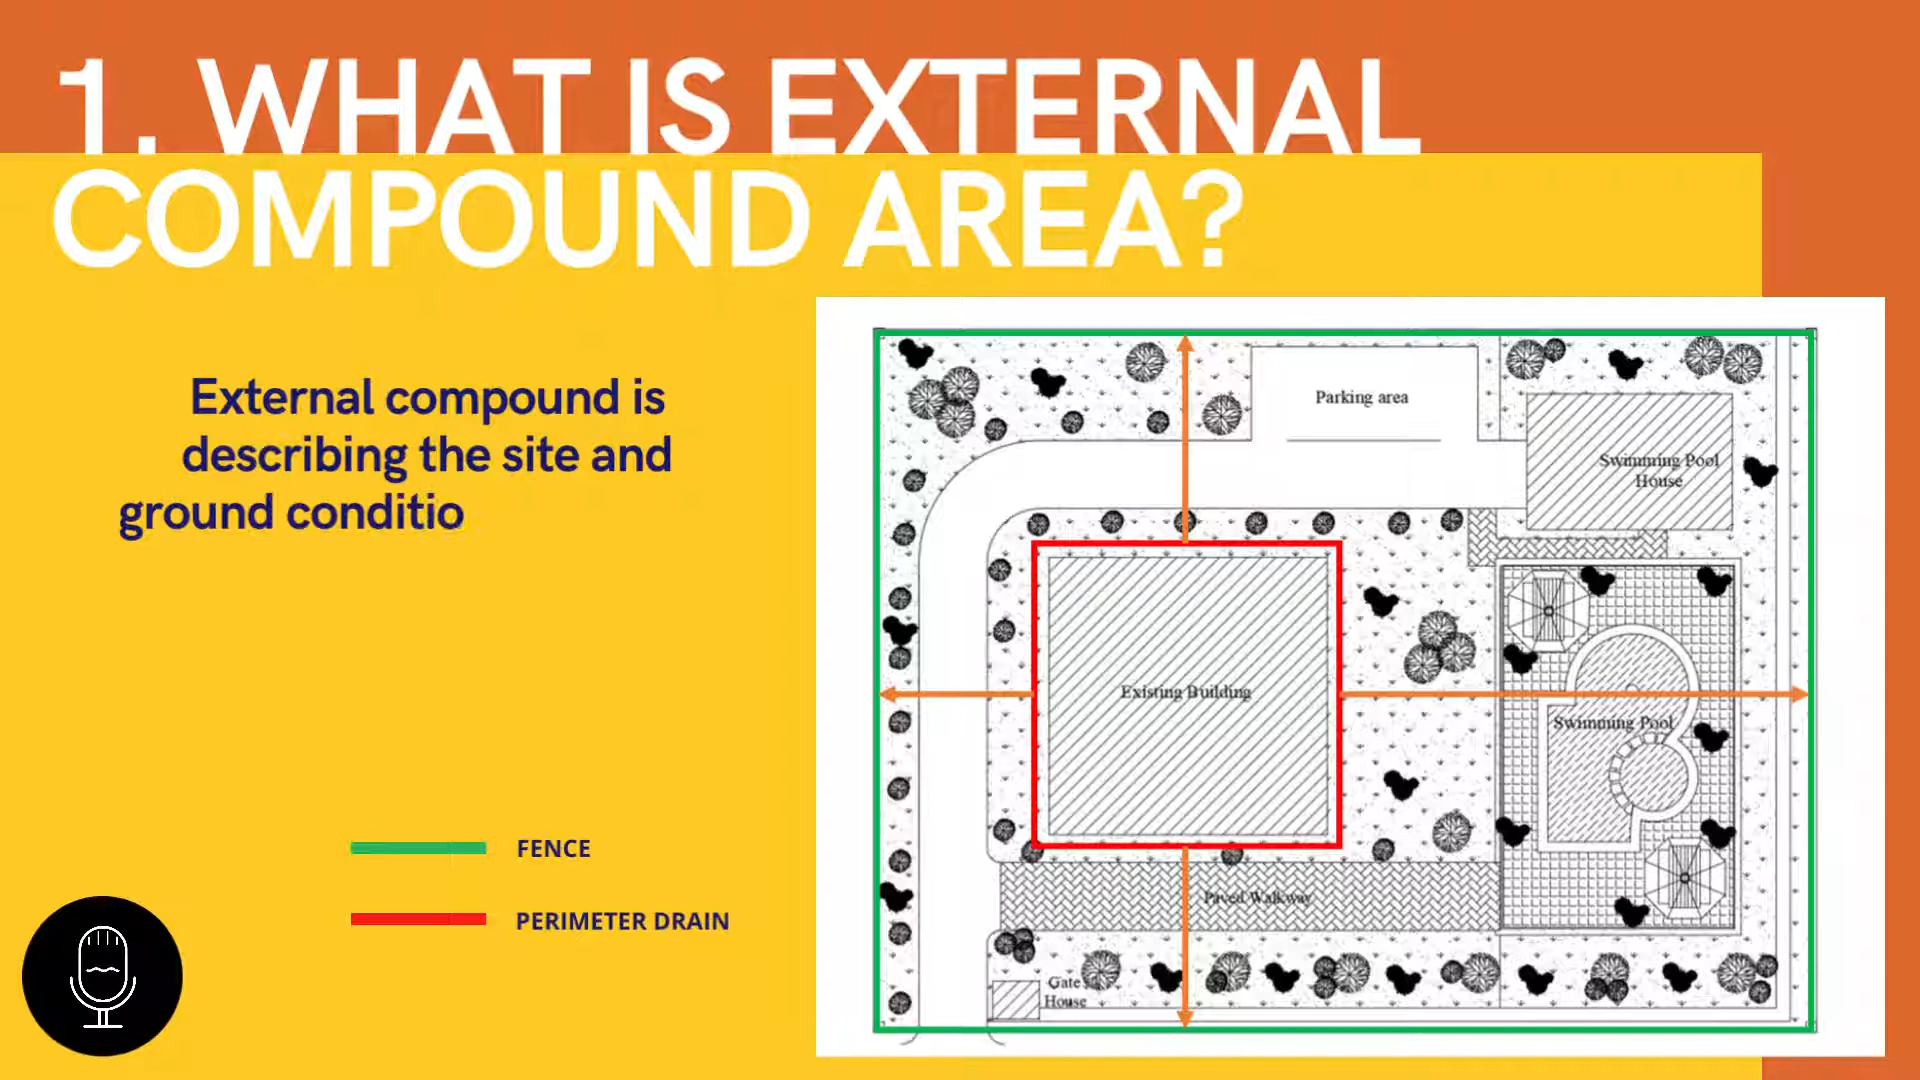 1. WHAT IS EXTERNAL
COMPOUND AREA?
External compound is
describing the site and
ground conditio
FENCE
PERIMETER DRAIN
Parking area
Swimming Pool
House
Existing Building
Swimming Pool
Paved Walkway
Gate
House